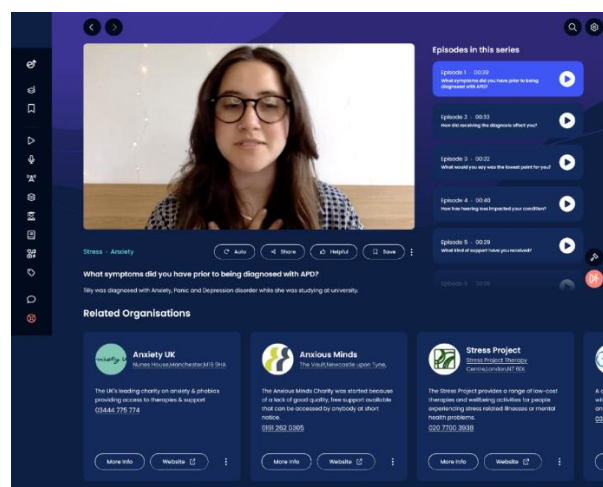 Episodes in this series
Episode 1 - 00:39
What symptoms did you have prior to being
diagnosed with APD?
Episode 2 - 00:33
How did receiving the diagnosis affect you?
Episode 3 - 00:32
What would you say was the lowest point for you?
Episode 4 - 00:40
How has hearing loss impacted your condition?
Episode 5 - 00:29
What kind of support have you received?
Stress - Anxiety
Auto
Share
Helpful
Save
What symptoms did you have prior to being diagnosed with APD?
Tilly was diagnosed with Anxiety, Panic and Depression disorder while she was studying at university.
Related Organisations
Anxiety UK
Nunes House,Manchester,M15 5HA
The UK's leading charity on anxiety & phobias
providing access to therapies & support
03444 775 774
More Info
Website
Anxious Minds
The Vault,Newcastle upon Tyne,
The Anxious Minds Charity was started because
of a lack of good quality, free support available
that can be accessed by anybody at short
notice.
0191 262 0305
More Info
Website
Stress Project
Stress Project Therapy
Centre,London,N7 6DX
The Stress Project provides a range of low-cost
therapies and wellbeing activities for people
experiencing stress related illnesses or mental
health problems.
020 7700 3938
More Info
Website